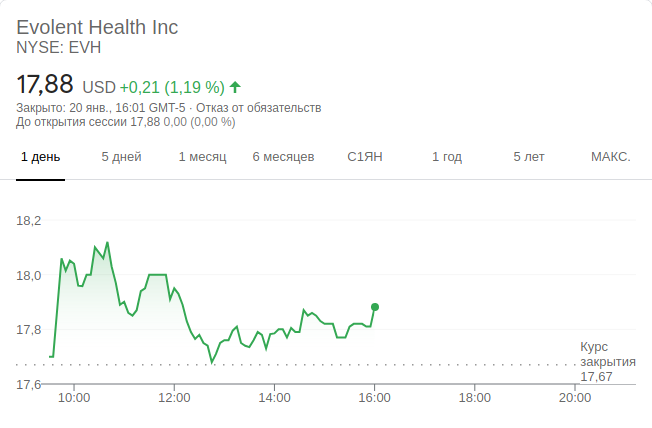 Evolent Health Inc
NYSE: EVH
17,88 USD +0,21 (1,19 %)
Закрыто: 20 янв., 16:01 GMT-5 · Отказ от обязательств
До открытия сессии 17,88 0,00 (0,00 %)
1 день 5 дней 1 месяц 6 месяцев С1ЯН 1 год 5 лет МАКС.
18,2
18,0
17,8
Курс
закрытия
17,67
17,6
10:00 12:00 14:00 16:00 18:00 20:00